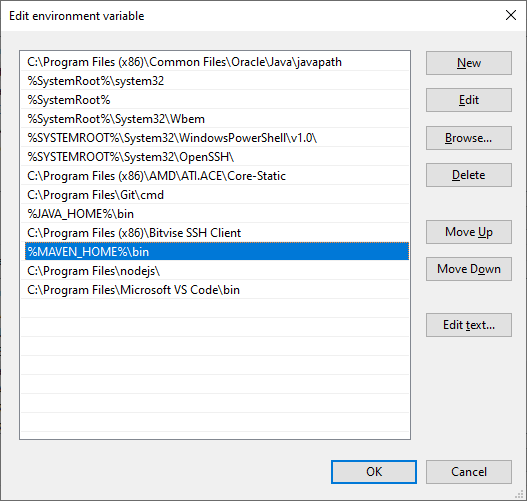 Edit environment variable
C:\Program Files (x86)\Common Files\Oracle\Java\javapath
%SystemRoot%\system32
%SystemRoot%
%SystemRoot%\System32\Wbem
%SYSTEMROOT%\System32\WindowsPowerShell\v1.0\
%SYSTEMROOT%\System32\OpenSSH\
C:\Program Files (x86)\AMD\ATI.ACE\Core-Static
C:\Program Files\Git\cmd
%JAVA_HOME%\bin
C:\Program Files (x86)\Bitvise SSH Client
%MAVEN_HOME%\bin
C:\Program Files\nodejs\
C:\Program Files\Microsoft VS Code\bin
New
Edit
Browse...
Delete
Move Up
Move Down
Edit text...
OK
Cancel